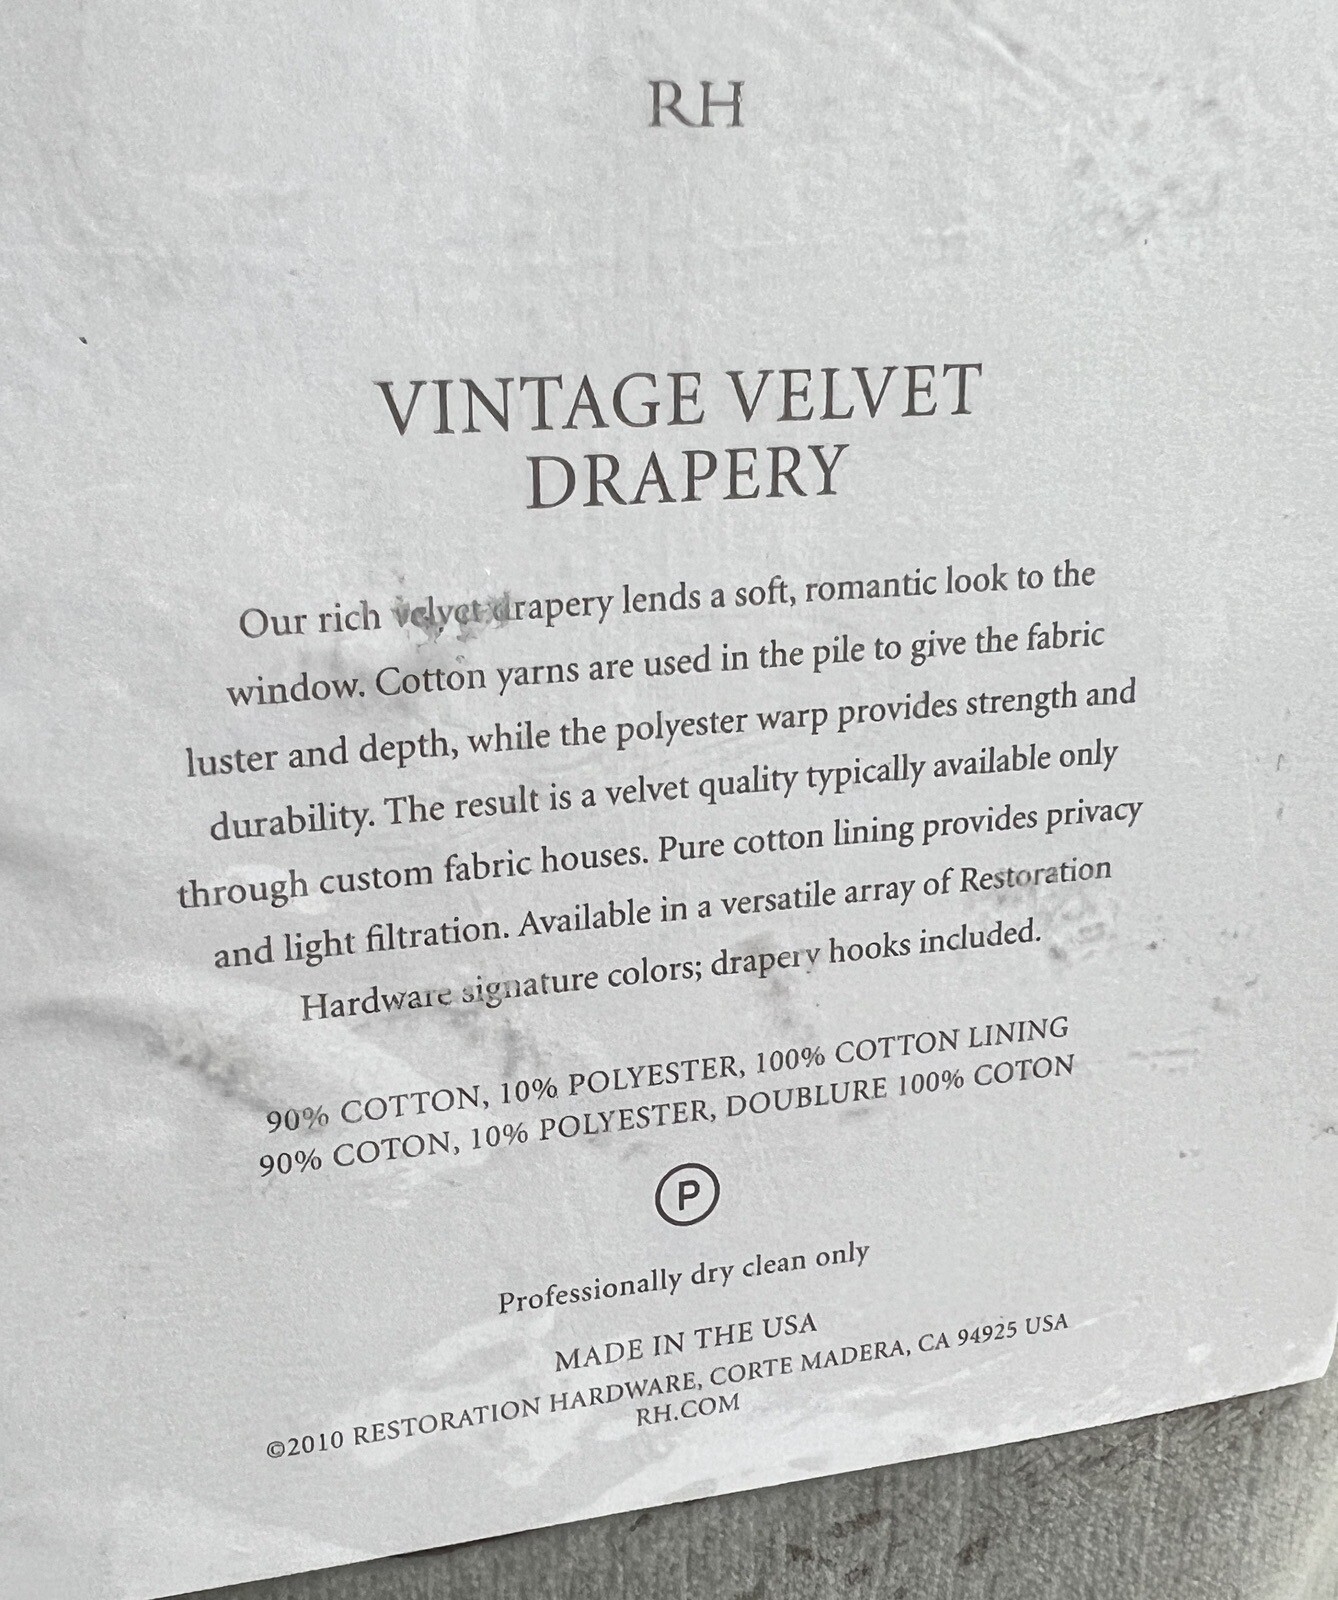 RH
VINTAGE VELVET
DRAPERY
Our rich velvet drapery lends a soft, romantic look to the
window. Cotton yarns are used in the pile to give the fabric
luster and depth, while the polyester warp provides strength and
durability. The result is a velvet quality typically available only
through custom fabric houses. Pure cotton lining provides privacy
and light filtration. Available in a versatile array of Restoration
Hardware signature colors; drapery hooks included.
90% COTTON, 10% POLYESTER, 100% COTTON LINING
90% COTON, 10% POLYESTER, DOUBLURE 100% COTON
P
Professionally dry clean only
MADE IN THE USA
©2010 RESTORATION HARDWARE, CORTE MADERA, CA 94925 USA
RH.COM